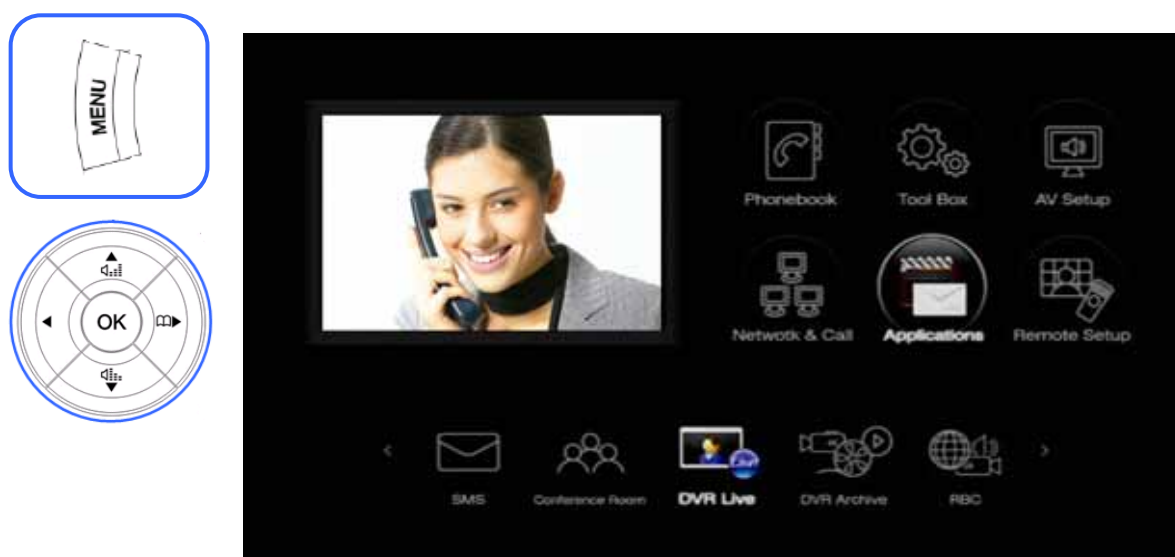 MENU
OK
Phonebook
Tool Box
AV Setup
Netwotk & Call
Applications
Remote Setup
SMS
Conference Room
DVR Live
DVR Archive
RBC